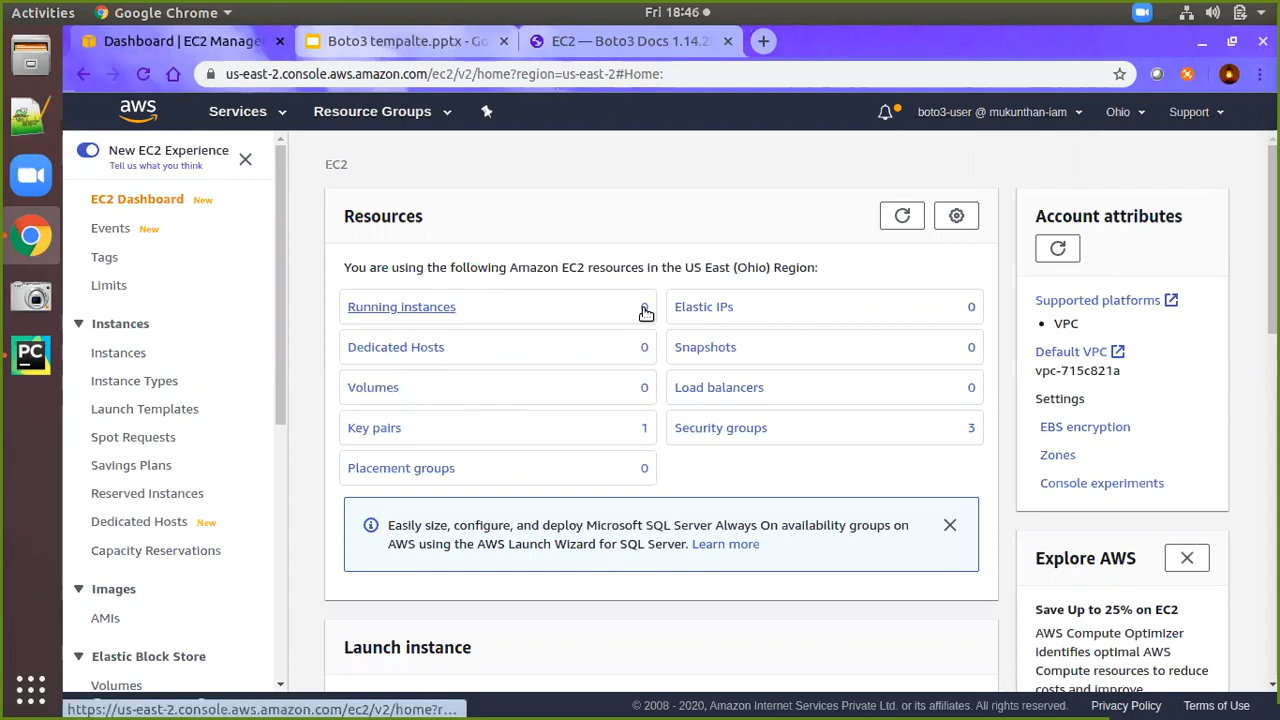 Activities Google Chrome Fri 18:46
Dashboard | EC2 Manage Boto3 tempalte.pptx - Go EC2 — Boto3 Docs 1.14.2
us-east-2.console.aws.amazon.com/ec2/v2/home?region=us-east-2#Home:
aws Services Resource Groups boto3-user @ mukunthan-iam Ohio Support
New EC2 Experience
Tell us what you think
EC2 Dashboard New
Events New
Tags
Limits
Instances
Instances
Instance Types
Launch Templates
Spot Requests
Savings Plans
Reserved Instances
Dedicated Hosts New
Capacity Reservations
Images
AMIs
Elastic Block Store
Volumes
EC2
Resources
You are using the following Amazon EC2 resources in the US East (Ohio) Region:
Running instances 0 Elastic IPs 0
Dedicated Hosts 0 Snapshots 0
Volumes 0 Load balancers 0
Key pairs 1 Security groups 3
Placement groups 0
Easily size, configure, and deploy Microsoft SQL Server Always On availability groups on
AWS using the AWS Launch Wizard for SQL Server. Learn more
Launch instance
Account attributes
Supported platforms
• VPC
Default VPC
vpc-715c821a
Settings
EBS encryption
Zones
Console experiments
Explore AWS
Save Up to 25% on EC2
AWS Compute Optimizer
identifies optimal AWS
Compute resources to reduce
costs and improve
PC
https://us-east-2.console.aws.amazon.com/ec2/v2/home?r... © 2008 - 2020, Amazon Internet Services Private Ltd. or its affiliates. All rights reserved. Privacy Policy Terms of Use